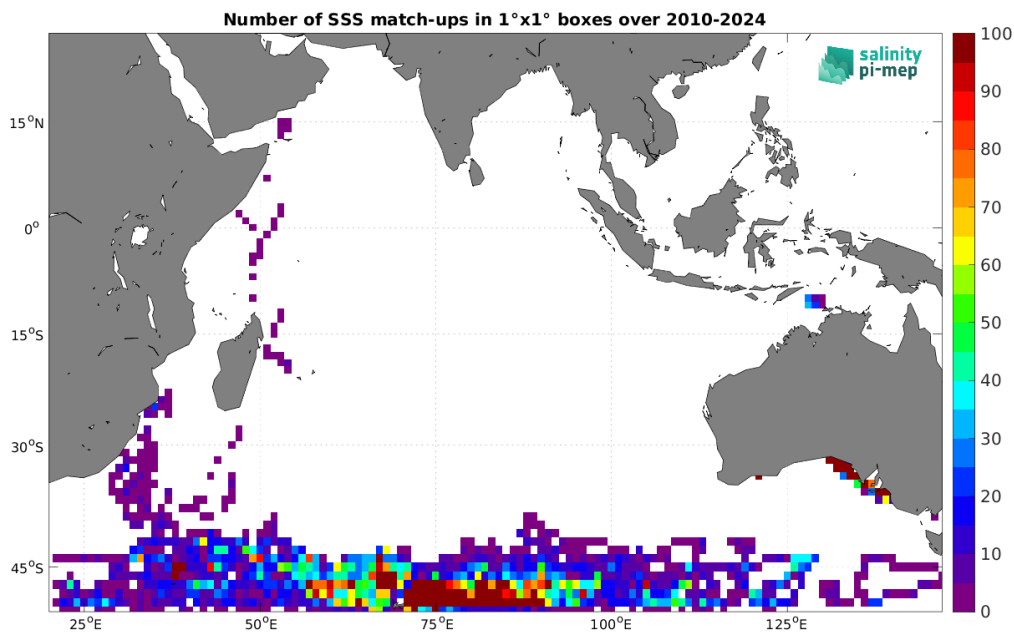 Number of SSS match-ups in 1°x1° boxes over 2010-2024
salinity
pi-mep
15°N
0°
15°S
30°S
45°S
25°E
50°E
75°E
100°E
125°E
100
90
80
70
60
50
40
30
20
10
0